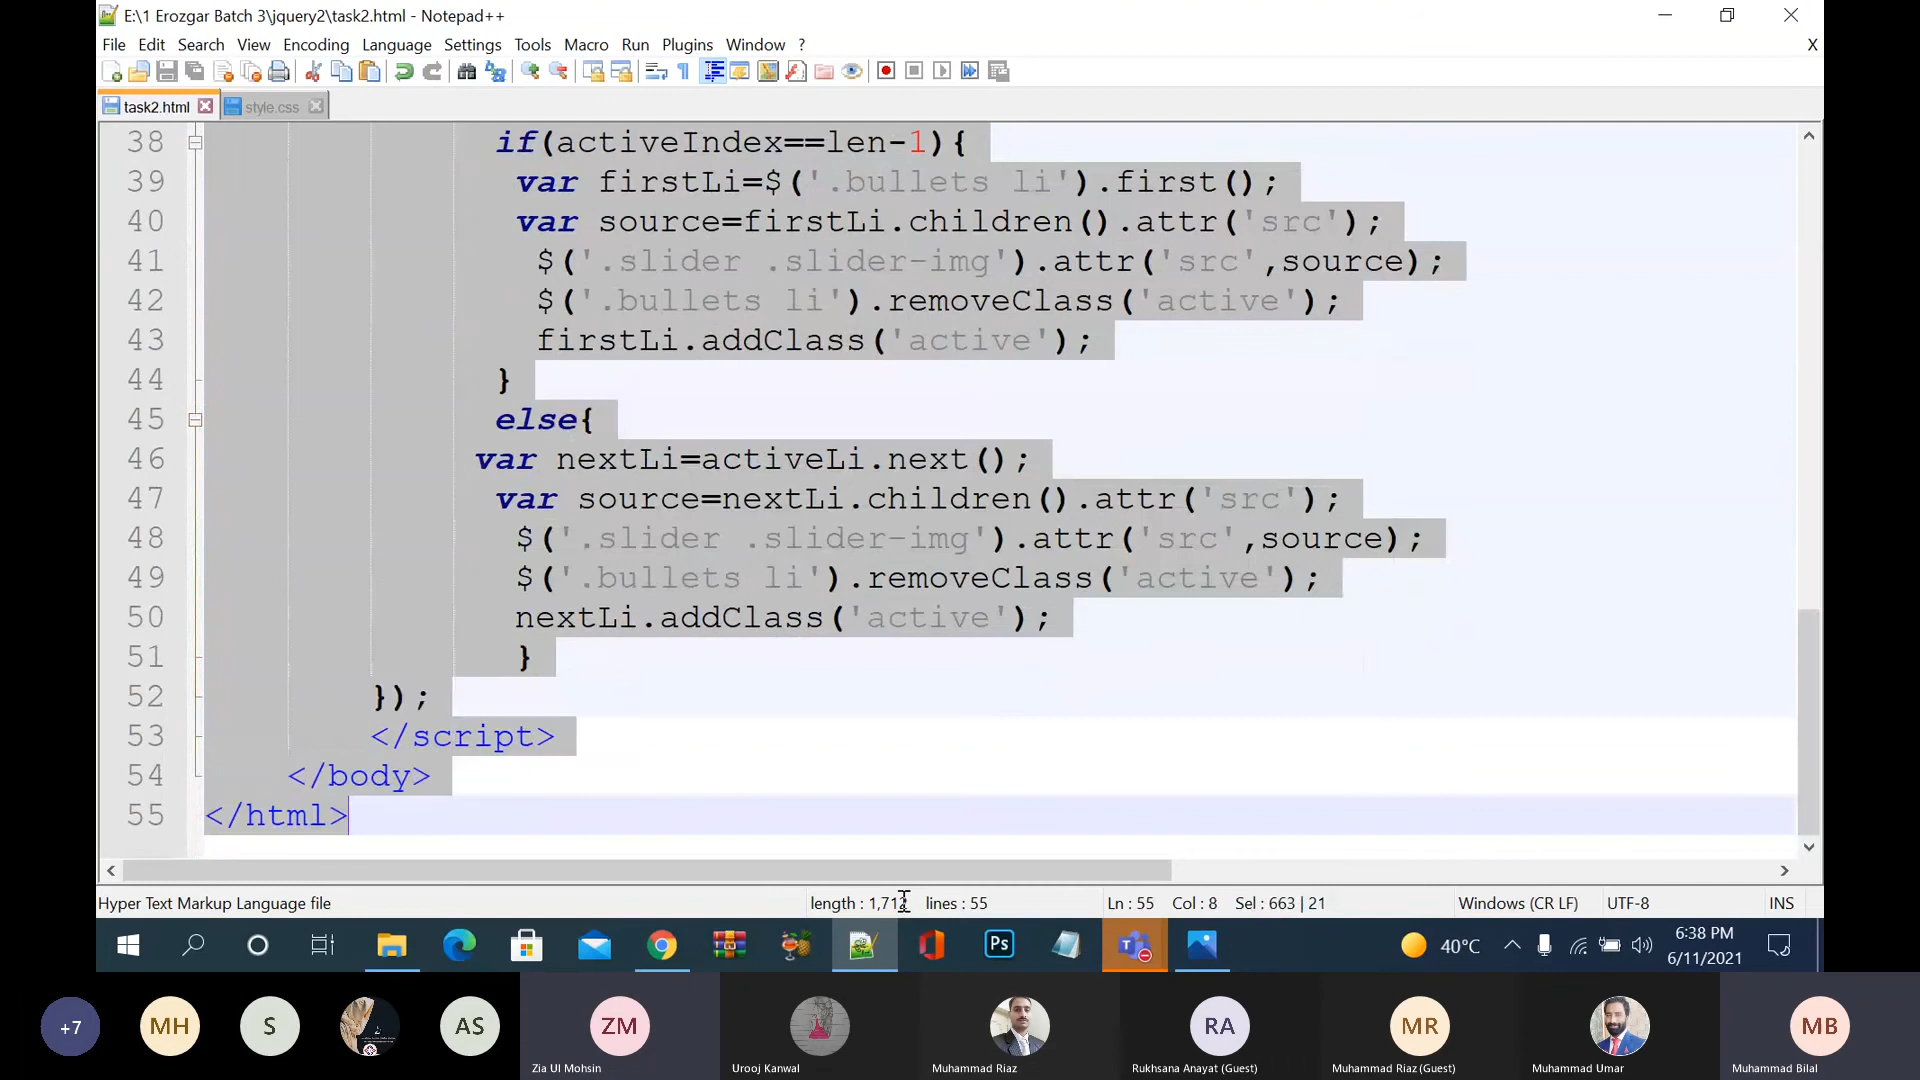 E:\1 Erozgar Batch 3\jquery2\task2.html - Notepad++
File Edit Search View Encoding Language Settings Tools Macro Run Plugins Window ? X
task2.html style.css
38 if(activeIndex==len-1){
39 var firstLi=$('.bullets li').first();
40 var source=firstLi.children().attr('src');
41 $('.slider .slider-img').attr('src',source);
42 $('.bullets li').removeClass('active');
43 firstLi.addClass('active');
44 }
45 else{
46 var nextLi=activeLi.next();
47 var source=nextLi.children().attr('src');
48 $('.slider .slider-img').attr('src',source);
49 $('.bullets li').removeClass('active');
50 nextLi.addClass('active');
51 }
52 });
53 </script>
54 </body>
55 </html>
Hyper Text Markup Language file length : 1,712 lines : 55 Ln : 55 Col : 8 Sel : 663 | 21 Windows (CR LF) UTF-8 INS
Ps 40°C 6:38 PM
6/11/2021
+7 MH S AS ZM RA MR MB
Zia Ul Mohsin Urooj Kanwal Muhammad Riaz Rukhsana Anayat (Guest) Muhammad Riaz (Guest) Muhammad Umar Muhammad Bilal